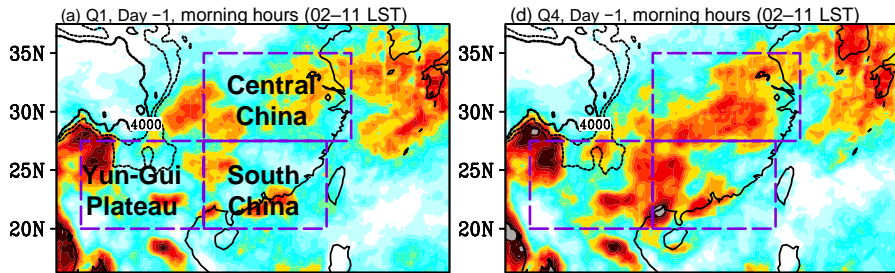 (a) Q1, Day −1, morning hours (02–11 LST)
(d) Q4, Day −1, morning hours (02–11 LST)
35N
30N
25N
20N
4000
Central
China
Yun-Gui
Plateau
South
China
35N
30N
25N
20N
4000